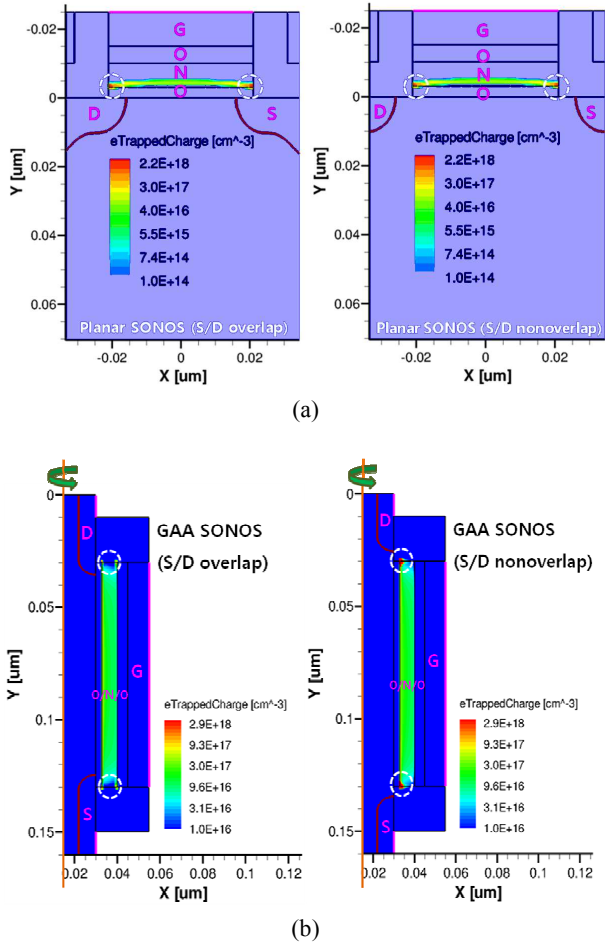 -0.02
0
0.02
0.04
0.06
Y [um]
G
O
N
O
D
S
eTrappedCharge [cm^-3]
2.2E+18
3.0E+17
4.0E+16
5.5E+15
7.4E+14
1.0E+14
Planar SONOS (S/D overlap)
-0.02
0
0.02
X [um]
-0.02
0
0.02
0.04
0.06
Y [um]
G
O
N
O
D
S
eTrappedCharge [cm^-3]
2.2E+18
3.0E+17
4.0E+16
5.5E+15
7.4E+14
1.0E+14
Planar SONOS (S/D nonoverlap)
-0.02
0
0.02
X [um]
(a)
0
0.05
0.1
0.15
Y [um]
D
GAA SONOS
(S/D overlap)
G
O/N/O
S
eTrappedCharge [cm^-3]
2.9E+18
9.3E+17
3.0E+17
9.6E+16
3.1E+16
1.0E+16
0.02 0.04 0.06 0.08 0.1 0.12
X [um]
0
0.05
0.1
0.15
Y [um]
D
GAA SONOS
(S/D nonoverlap)
G
O/N/O
S
eTrappedCharge [cm^-3]
2.9E+18
9.3E+17
3.0E+17
9.6E+16
3.1E+16
1.0E+16
0.02 0.04 0.06 0.08 0.1 0.12
X [um]
(b)